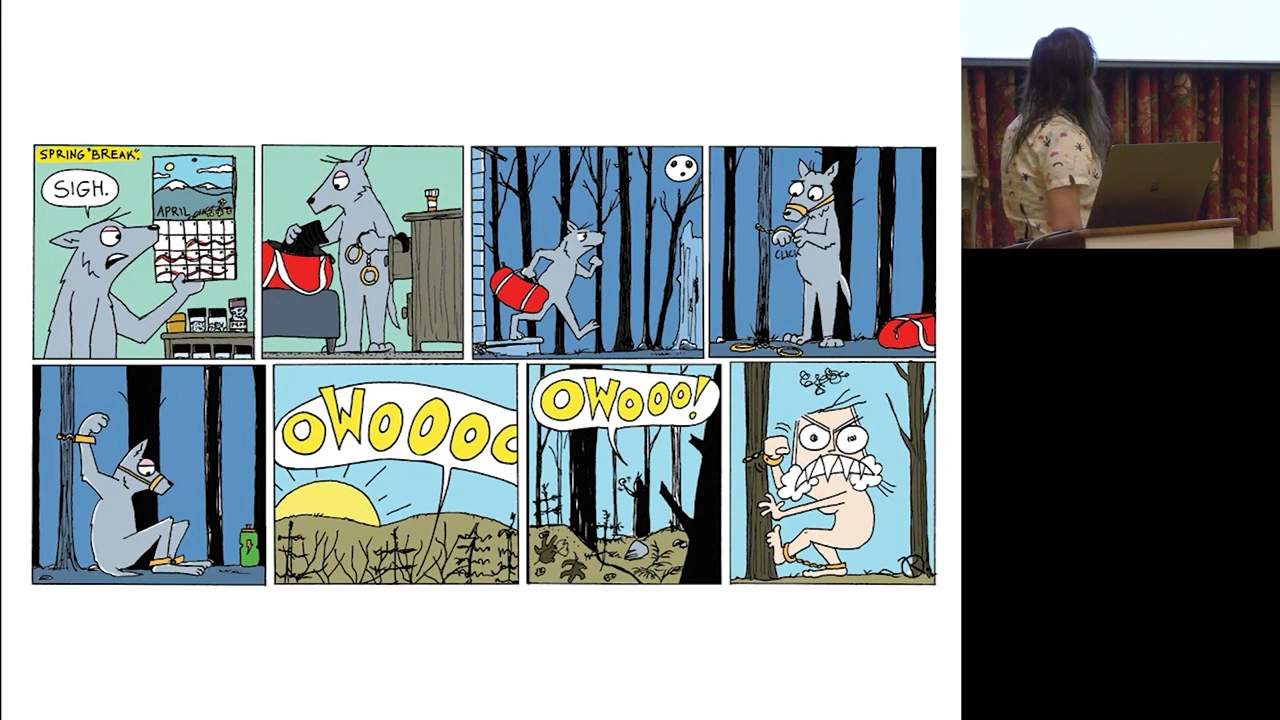 SPRING "BREAK".
SIGH.
APRIL
CLICK
OWOOOO
OWOOO!